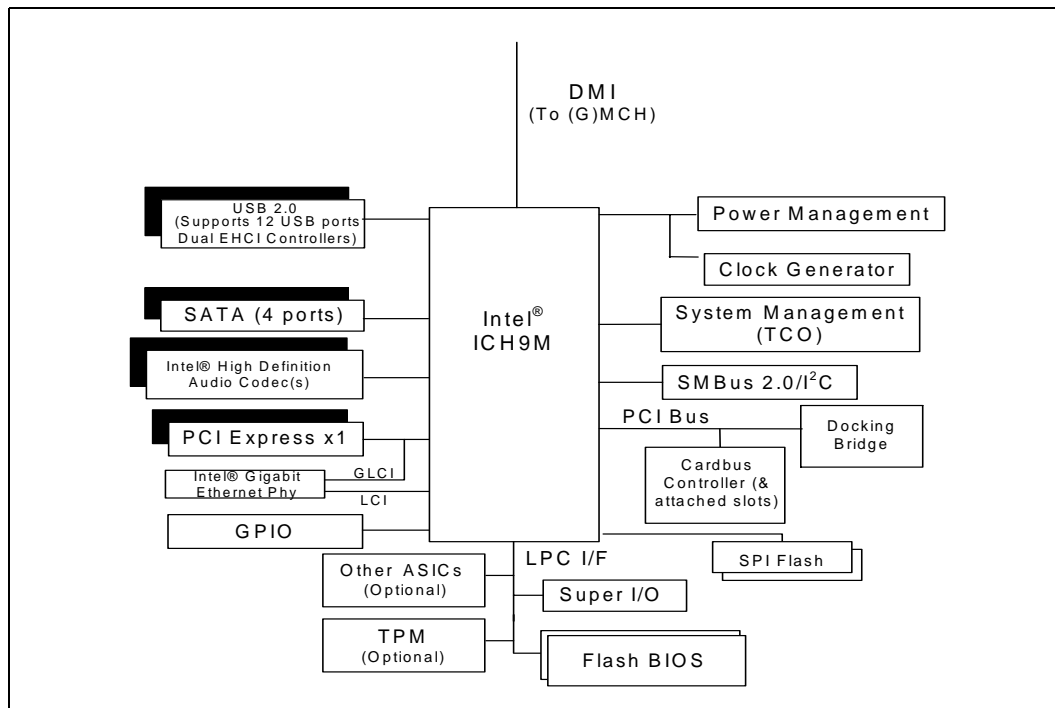 DMI
(To (G)MCH)
USB 2.0
(Supports 12 USB ports
Dual EHCI Controllers)
Power Management
Clock Generator
SATA (4 ports)
Intel®
ICH9M
System Management
(TCO)
Intel® High Definition
Audio Codec(s)
SMBus 2.0/I²C
PCI Bus
PCI Express x1
Docking
Bridge
Cardbus
Controller (&
attached slots)
GLCI
Intel® Gigabit
Ethernet Phy
LCI
GPIO
LPC I/F
SPI Flash
Other ASICs
(Optional)
Super I/O
TPM
(Optional)
Flash BIOS